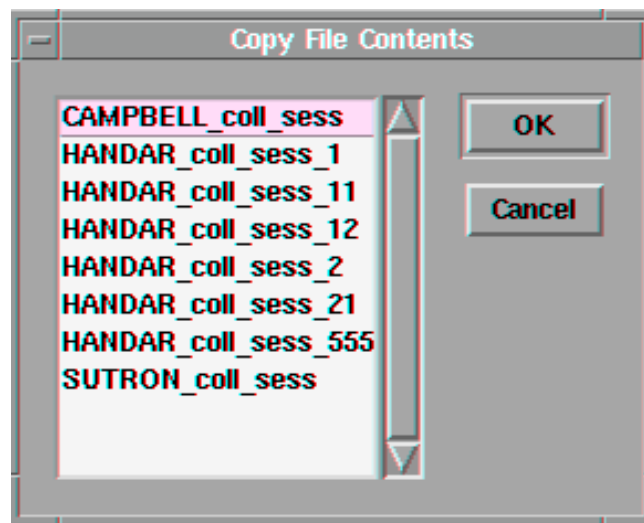 Copy File Contents
CAMPBELL_coll_sess
HANDAR_coll_sess_1
HANDAR_coll_sess_11
HANDAR_coll_sess_12
HANDAR_coll_sess_2
HANDAR_coll_sess_21
HANDAR_coll_sess_555
SUTRON_coll_sess
OK
Cancel